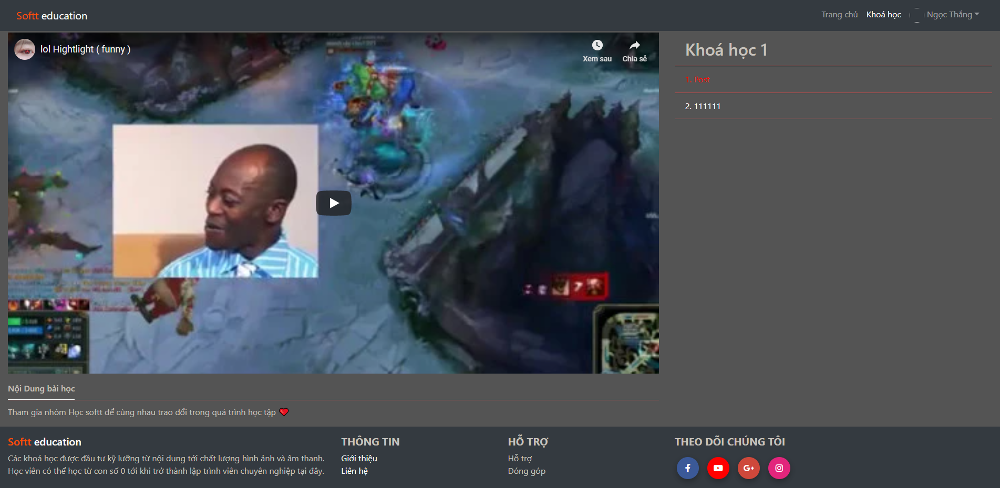 Softt education
Trang chủ
Khoá học
Ngọc Thắng
lol Hightlight ( funny )
Xem sau
Chia sẻ
Khoá học 1
1. Post
2. 111111
Nội Dung bài học
Tham gia nhóm Học softt để cùng nhau trao đổi trong quá trình học tập
Softt education
Các khoá học được đầu tư kỹ lưỡng từ nội dung tới chất lượng hình ảnh và âm thanh.
Học viên có thể học từ con số 0 tới khi trở thành lập trình viên chuyên nghiệp tại đây.
THÔNG TIN
Giới thiệu
Liên hệ
HỖ TRỢ
Hỗ trợ
Đóng góp
THEO DÕI CHÚNG TÔI
G+